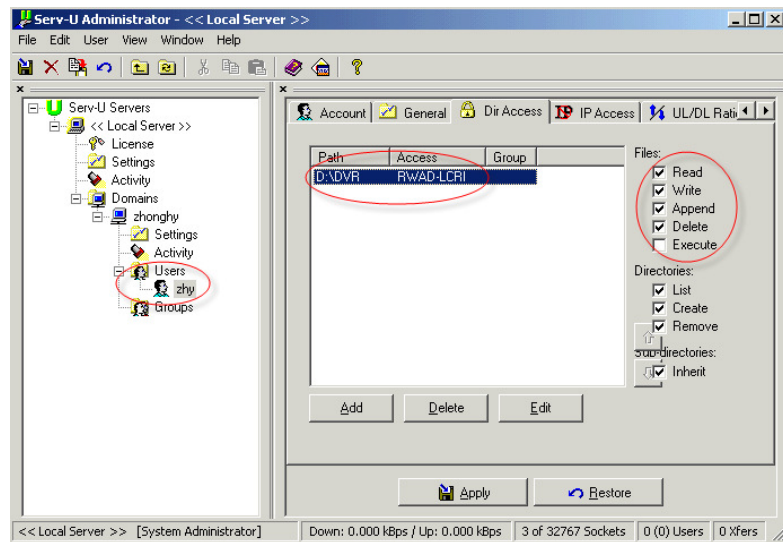 Serv-U Administrator - << Local Server >>
File Edit User View Window Help
Serv-U Servers
<< Local Server >>
License
Settings
Activity
Domains
zhonghy
Settings
Activity
Users
zhy
Groups
Account General Dir Access IP Access UL/DL Rati
Path Access Group
D:\DVR RWAD-LCRI
Files:
Read
Write
Append
Delete
Execute
Directories:
List
Create
Remove
Sub-directories:
Inherit
Add Delete Edit
Apply Restore
<< Local Server >> [System Administrator] Down: 0.000 kBps / Up: 0.000 kBps 3 of 32767 Sockets 0 (0) Users 0 Xfers